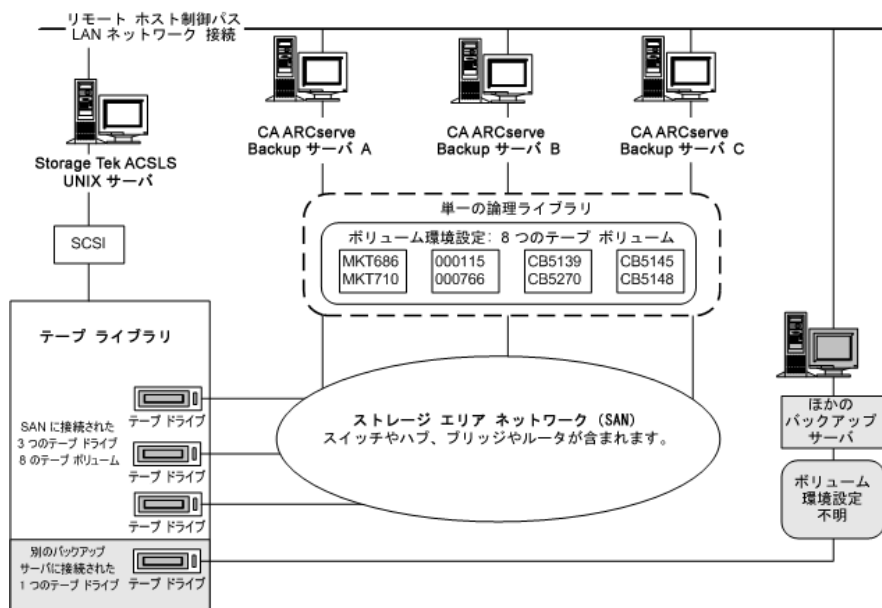 リモート ホスト制御パス
LAN ネットワーク 接続
Storage Tek ACSLS
UNIX サーバ
CA ARCserve
Backup サーバ A
CA ARCserve
Backup サーバ B
CA ARCserve
Backup サーバ C
SCSI
単一の論理ライブラリ
ボリューム環境設定: 8 つのテープ ボリューム
MKT686
MKT710
000115
000766
CB5139
CB5270
CB5145
CB5148
テープ ライブラリ
SAN に接続された
3 つのテープ ドライブ
8 のテープ ボリューム
テープ ドライブ
テープ ドライブ
テープ ドライブ
別のバックアップ
サーバに接続された
1 つのテープ ドライブ
テープ ドライブ
ストレージ エリア ネットワーク (SAN)
スイッチやハブ、ブリッジやルータが含まれます。
ほかの
バックアップ
サーバ
ボリューム
環境設定
不明